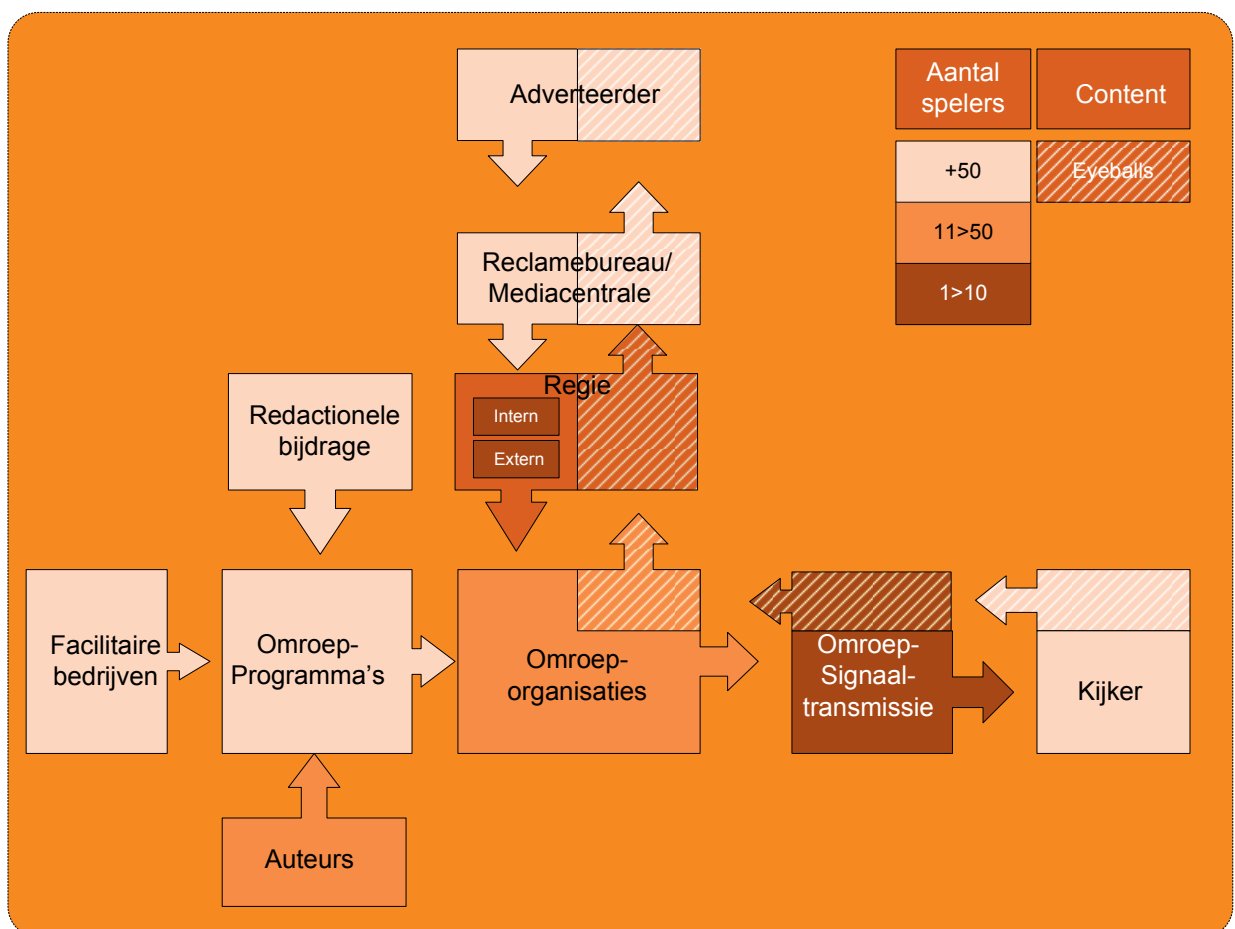 Adverteerder
Aantal
spelers
Content
+50
Eyeballs
11>50
1>10
Reclamebureau/
Mediacentrale
Regie
Intern
Extern
Redactionele
bijdrage
Facilitaire
bedrijven
Omroep-
Programma's
Omroep-
organisaties
Omroep-
Signaal-
transmissie
Kijker
Auteurs